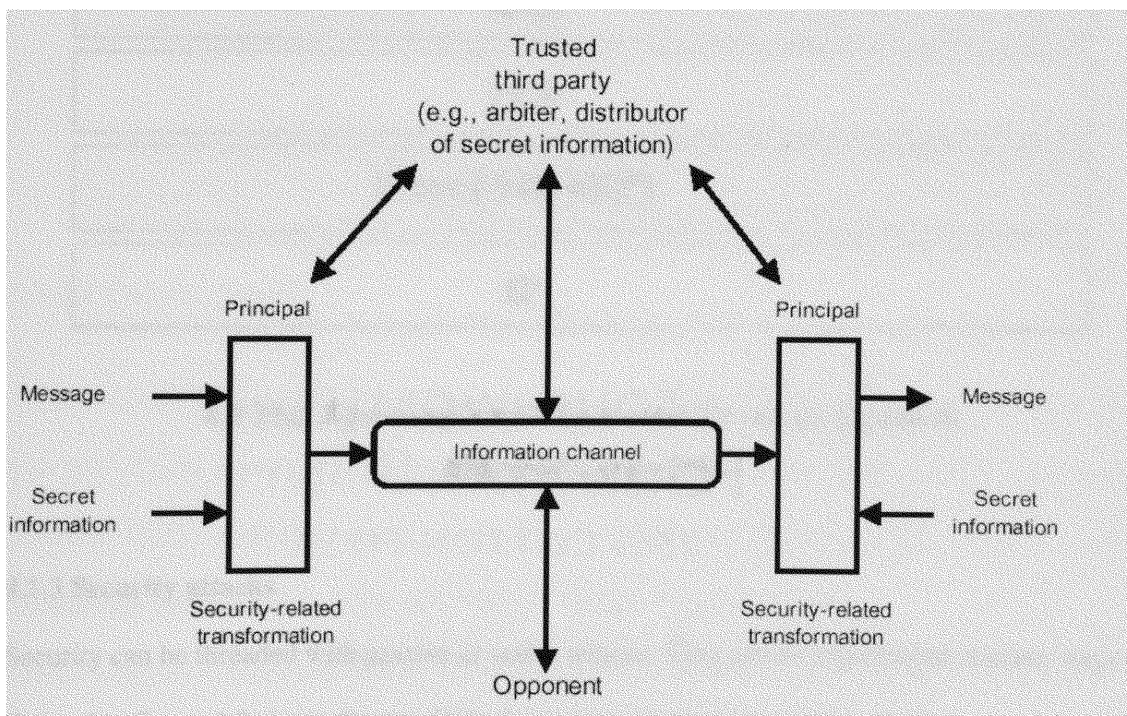 Trusted
third party
(e.g., arbiter, distributor
of secret information)
Principal
Principal
Message
Message
Information channel
Secret
information
Secret
information
Security-related
transformation
Security-related
transformation
Opponent